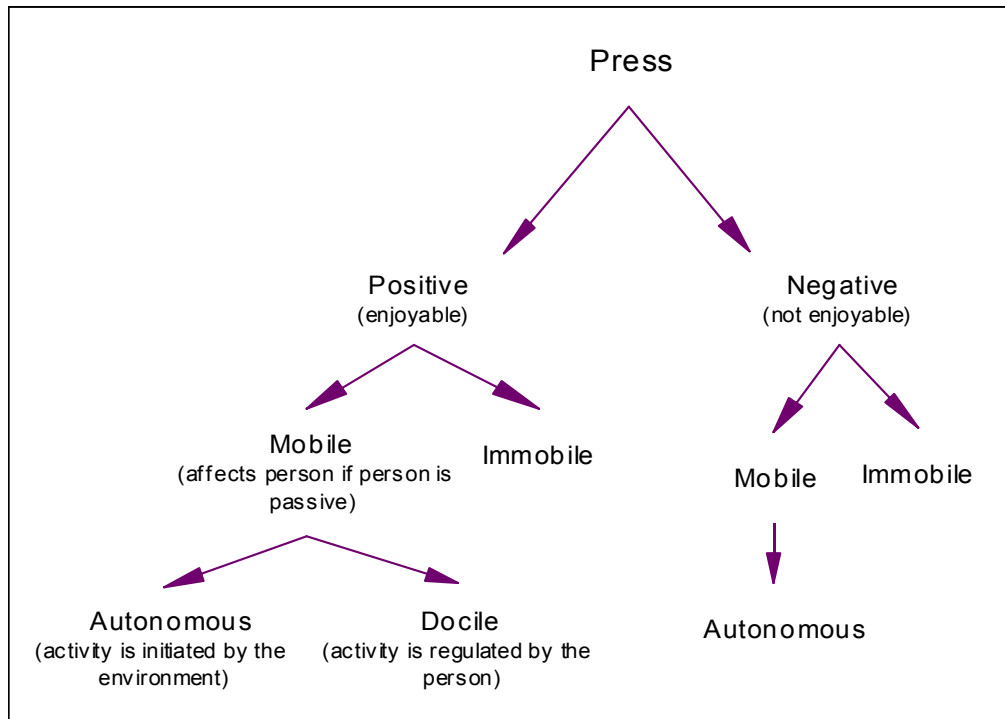 Press
Positive
(enjoyable)
Negative
(not enjoyable)
Mobile
(affects person if person is
passive)
Immobile
Mobile
Immobile
Autonomous
(activity is initiated by the
environment)
Docile
(activity is regulated by the
person)
Autonomous